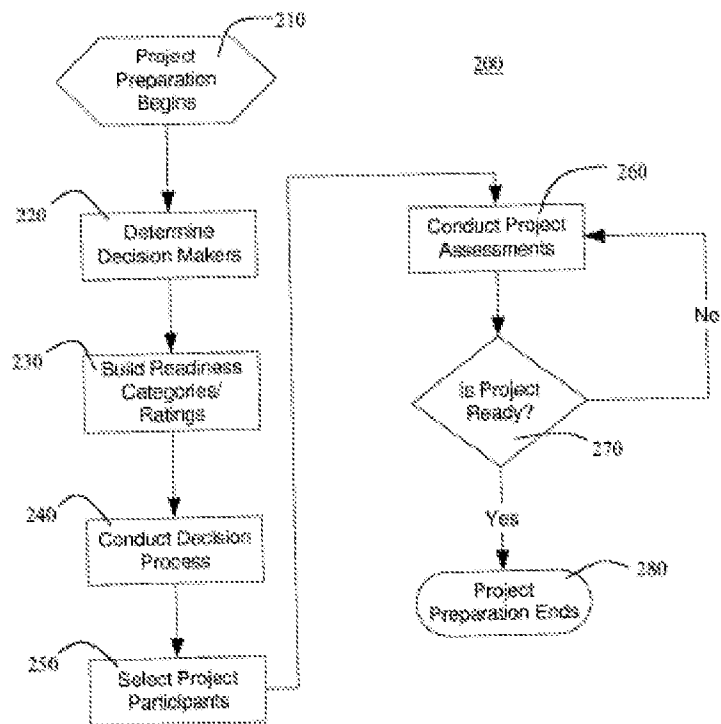 210
Project
Preparation
Begins
200
220
Determine
Decision Makers
230
Build Readiness
Categories/
Ratings
240
Conduct Decision
Process
250
Select Project
Participants
260
Conduct Project
Assessments
No
Is Project
Ready?
270
Yes
280
Project
Preparation Ends